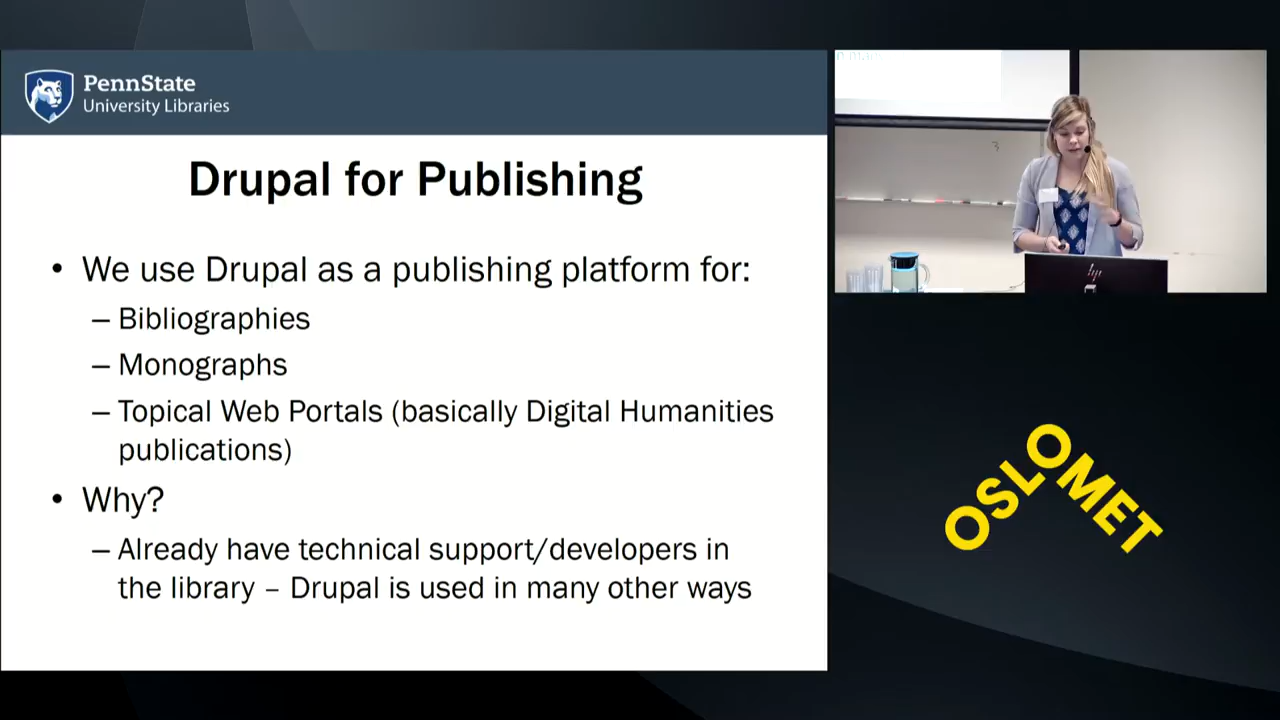 PennState
University Libraries
Drupal for Publishing
• We use Drupal as a publishing platform for:
– Bibliographies
– Monographs
– Topical Web Portals (basically Digital Humanities
publications)
• Why?
– Already have technical support/developers in
the library – Drupal is used in many other ways
hp
OSLOMET